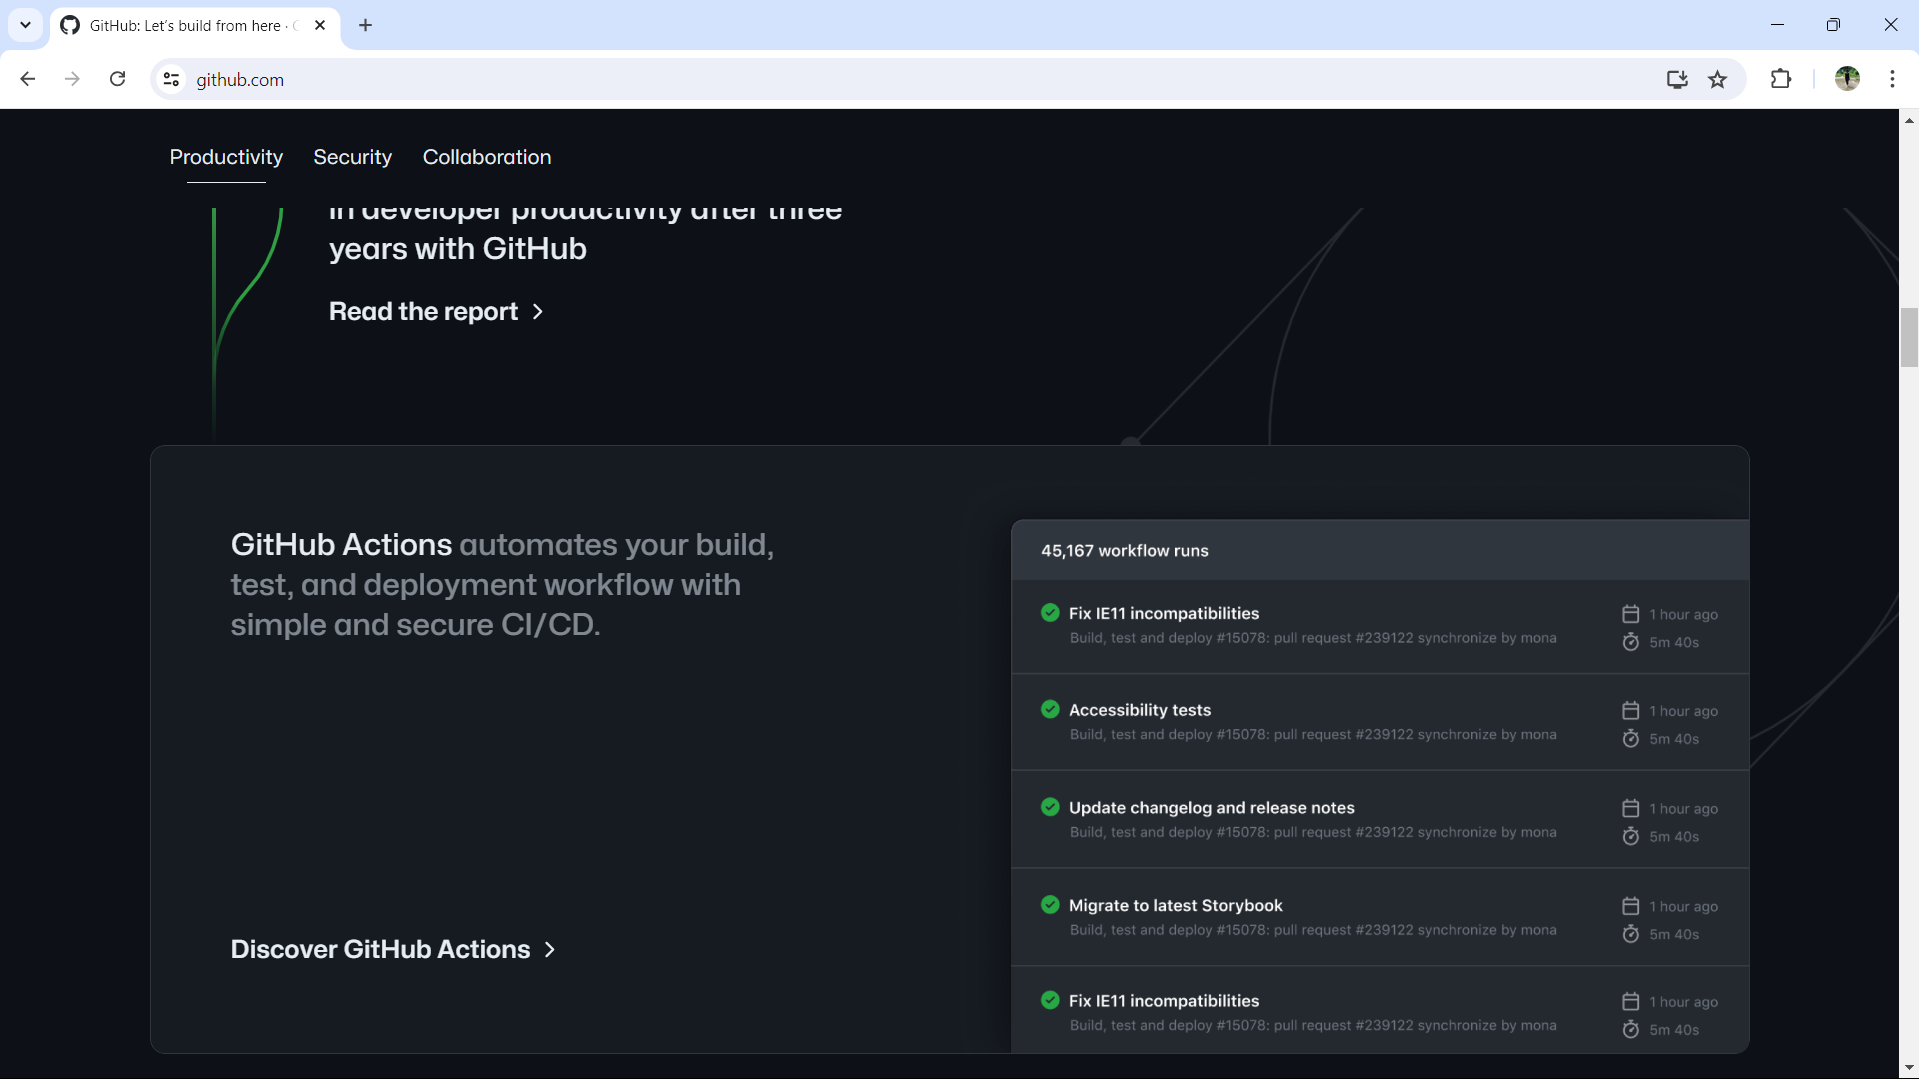 GitHub: Let's build from here ·
github.com
Productivity Security Collaboration
in developer productivity after three
years with GitHub
Read the report
GitHub Actions automates your build,
test, and deployment workflow with
simple and secure CI/CD.
Discover GitHub Actions
45,167 workflow runs
Fix IE11 incompatibilities
Build, test and deploy #15078: pull request #239122 synchronize by mona
1 hour ago
5m 40s
Accessibility tests
Build, test and deploy #15078: pull request #239122 synchronize by mona
1 hour ago
5m 40s
Update changelog and release notes
Build, test and deploy #15078: pull request #239122 synchronize by mona
1 hour ago
5m 40s
Migrate to latest Storybook
Build, test and deploy #15078: pull request #239122 synchronize by mona
1 hour ago
5m 40s
Fix IE11 incompatibilities
Build, test and deploy #15078: pull request #239122 synchronize by mona
1 hour ago
5m 40s